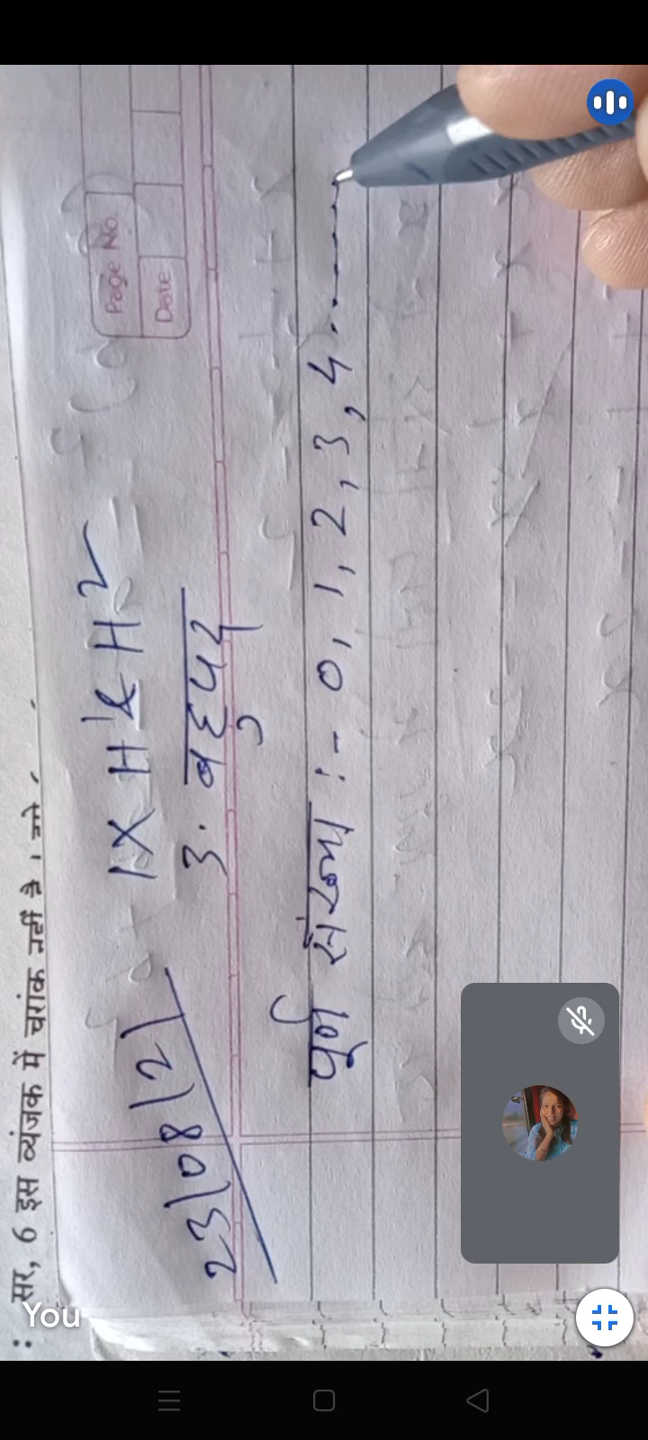 : सर, 6 इस व्यंजक में चरांक नहीं है।
Page No.
Date
23/08/21
IX H & H2
3. बहुपद
पूर्ण संख्या :- 0, 1, 2, 3, 4 ........
You